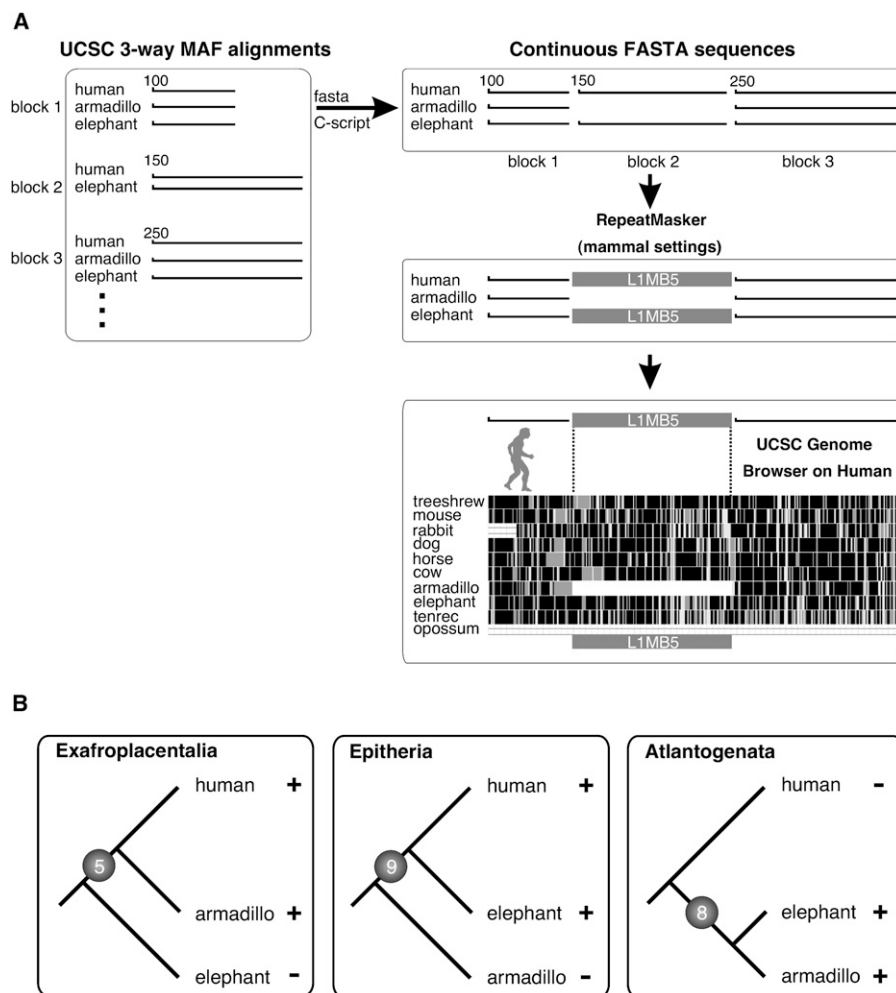 A
UCSC 3-way MAF alignments
100
block 1
human
armadillo
elephant
150
block 2
human
elephant
250
block 3
human
armadillo
elephant
fasta
C-script
Continuous FASTA sequences
100 150 250
human
armadillo
elephant
block 1 block 2 block 3
RepeatMasker
(mammal settings)
human L1MB5
armadillo
elephant L1MB5
L1MB5
UCSC Genome
Browser on Human
treeshrew
mouse
rabbit
dog
horse
cow
armadillo
elephant
tenrec
opossum
L1MB5
B
Exafroplacentalia
human +
5
armadillo +
elephant -
Epitheria
human +
9
elephant +
armadillo -
Atlantogenata
human -
8
elephant +
armadillo +